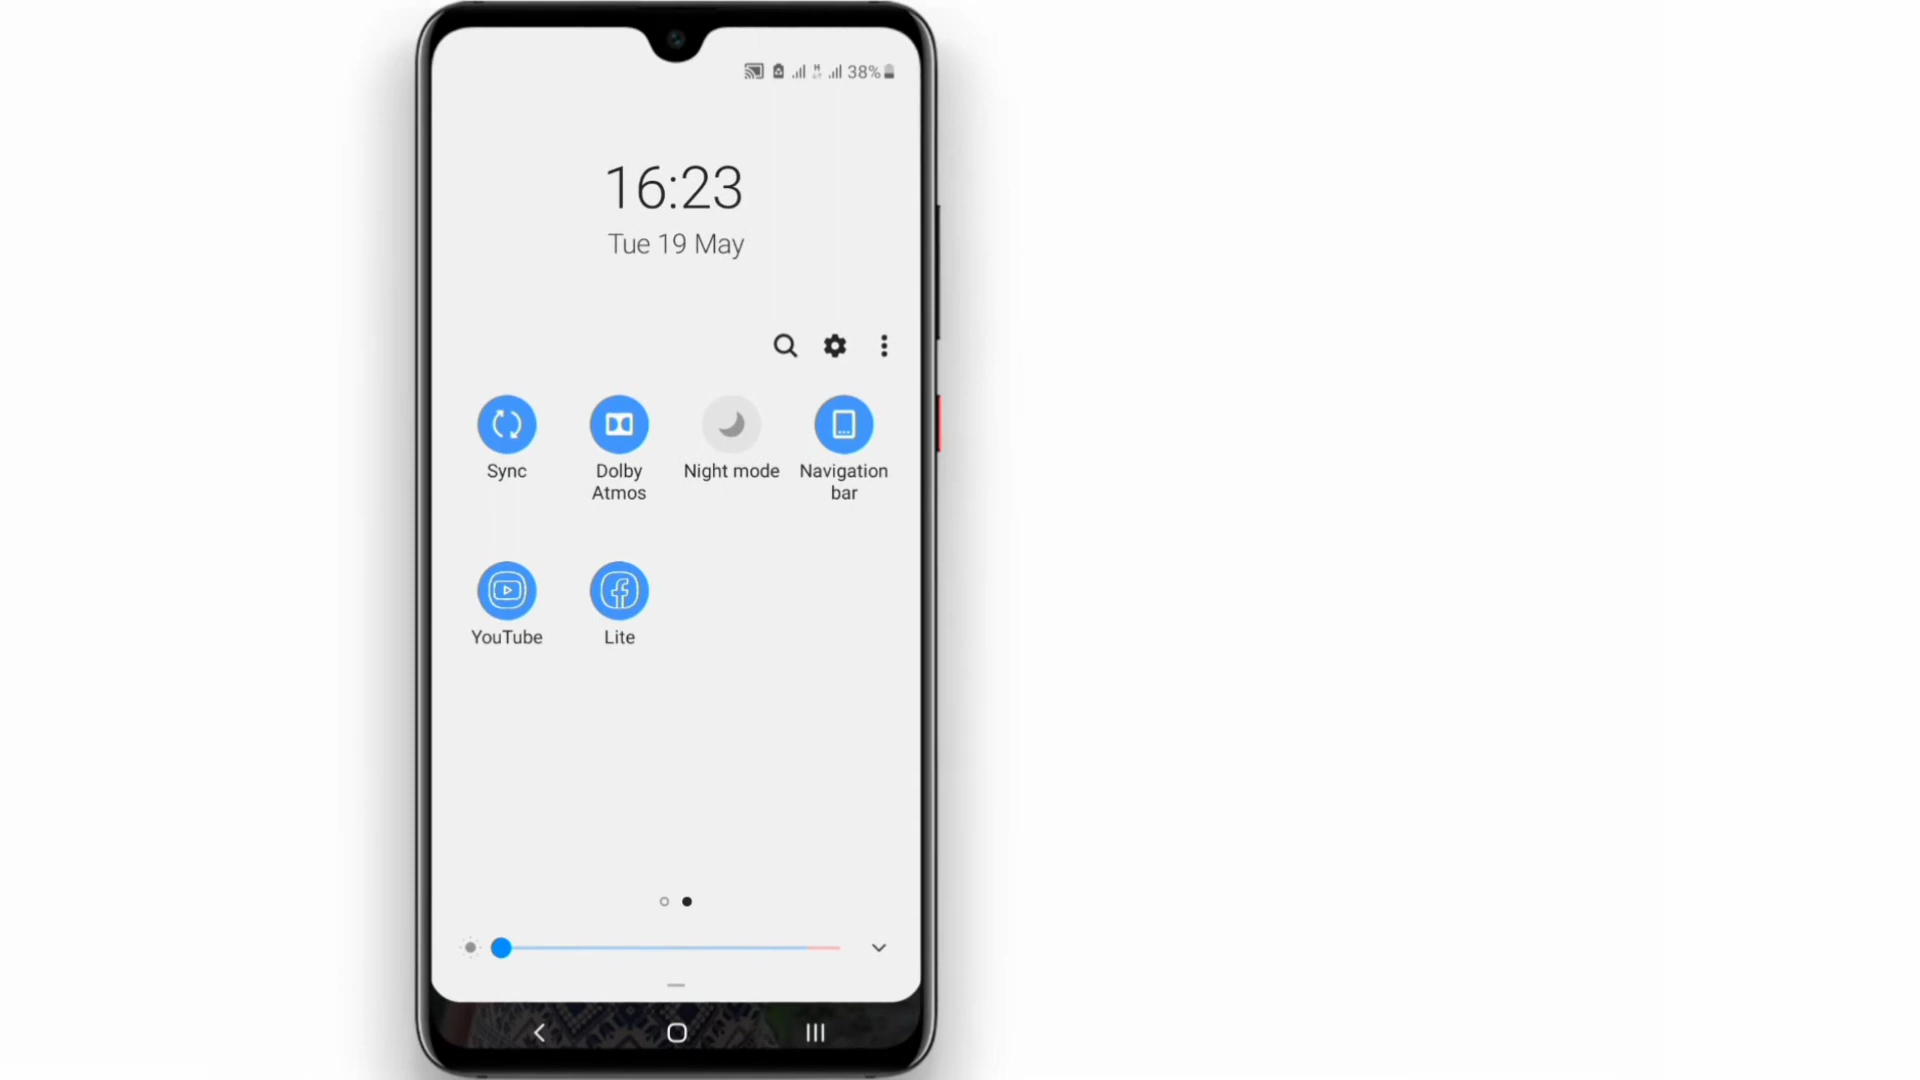 38%
16:23
Tue 19 May
Sync
Dolby
Atmos
Night mode
Navigation
bar
YouTube
Lite